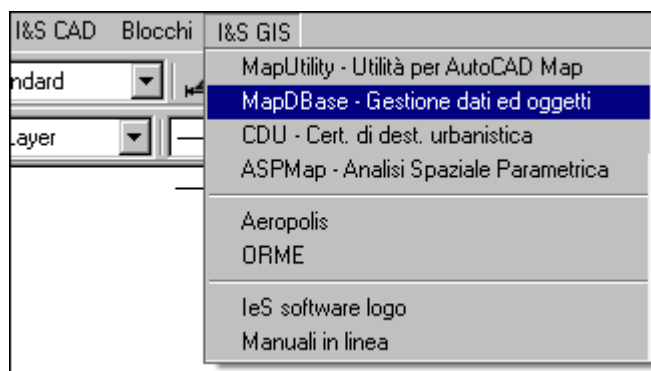 I&S CAD Blocchi I&S GIS
ndard
MapUtility - Utilità per AutoCAD Map
MapDBase - Gestione dati ed oggetti
.ayer
CDU - Cert. di dest. urbanistica
ASPMap - Analisi Spaziale Parametrica
Aeropolis
ORME
IeS software logo
Manuali in linea